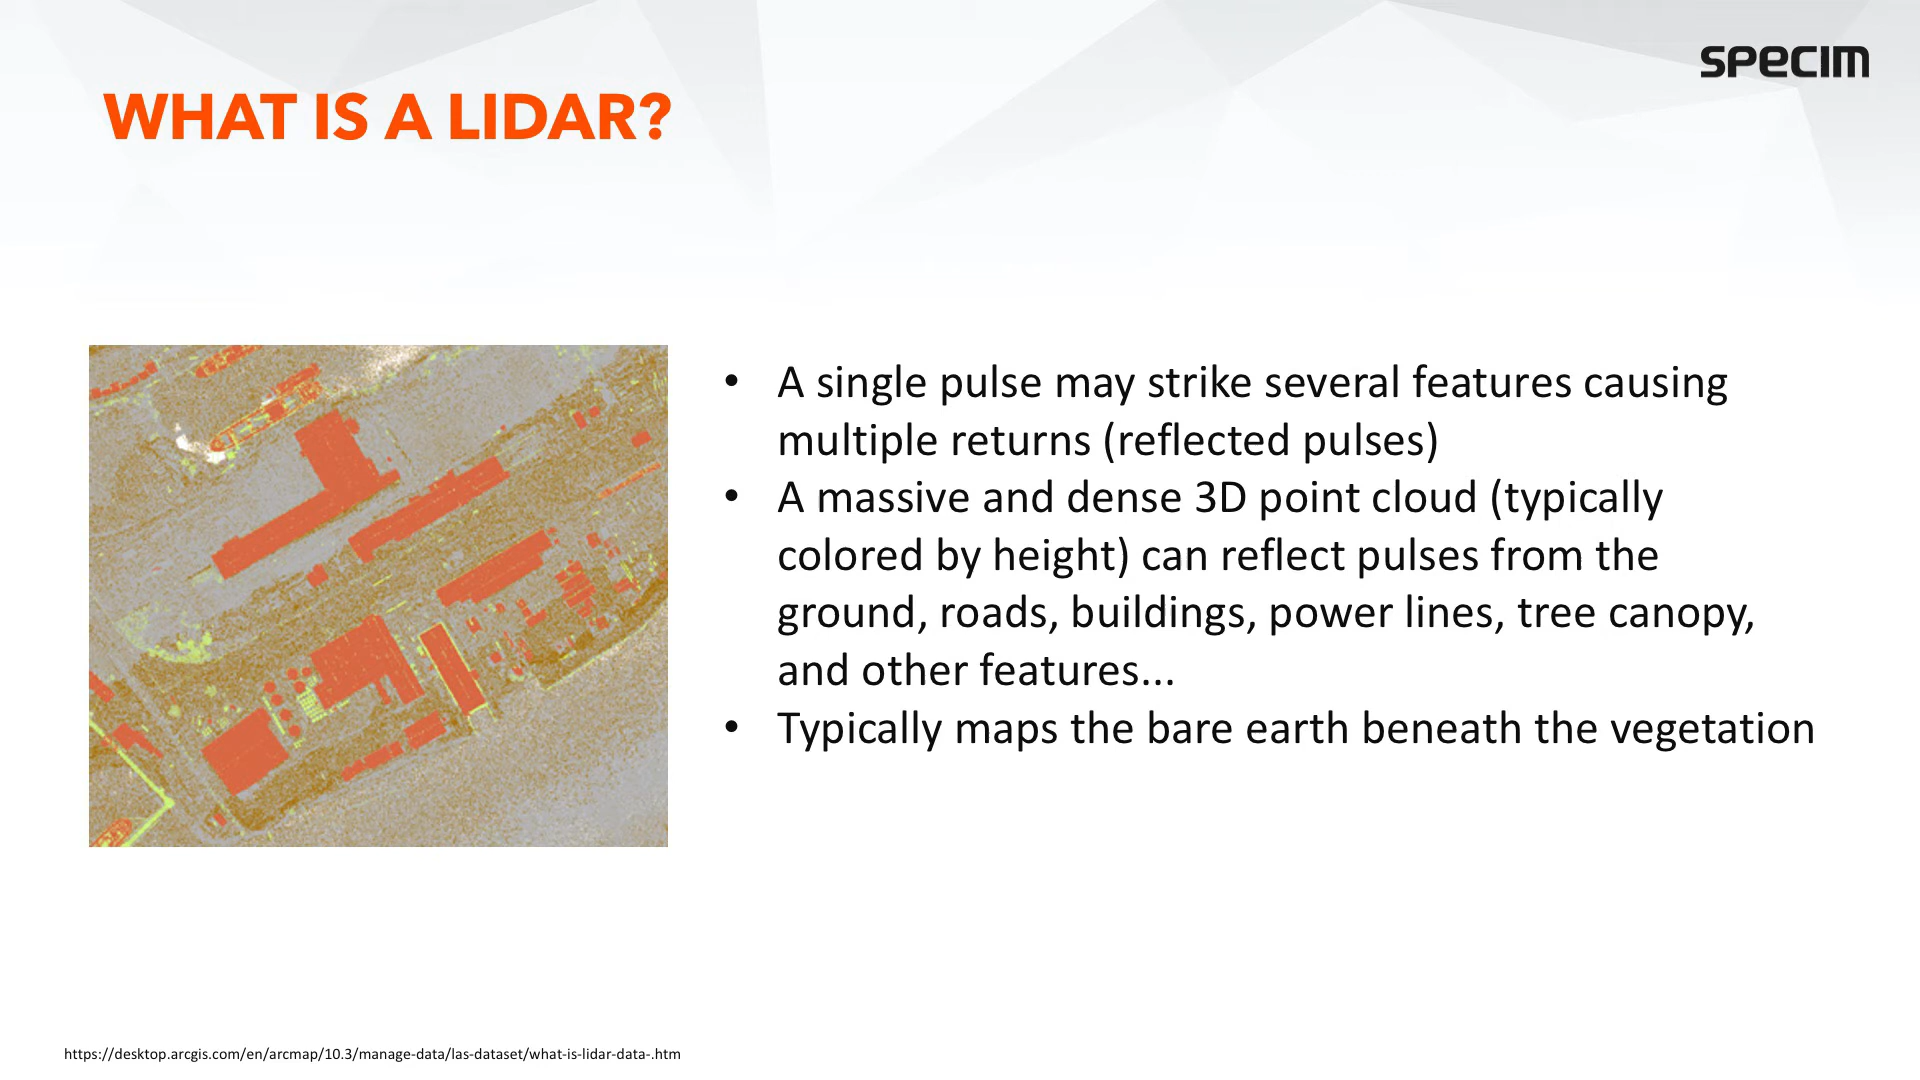 SPECIM
WHAT IS A LIDAR?
• A single pulse may strike several features causing
multiple returns (reflected pulses)
• A massive and dense 3D point cloud (typically
colored by height) can reflect pulses from the
ground, roads, buildings, power lines, tree canopy,
and other features...
• Typically maps the bare earth beneath the vegetation
https://desktop.arcgis.com/en/arcmap/10.3/manage-data/las-dataset/what-is-lidar-data-.htm